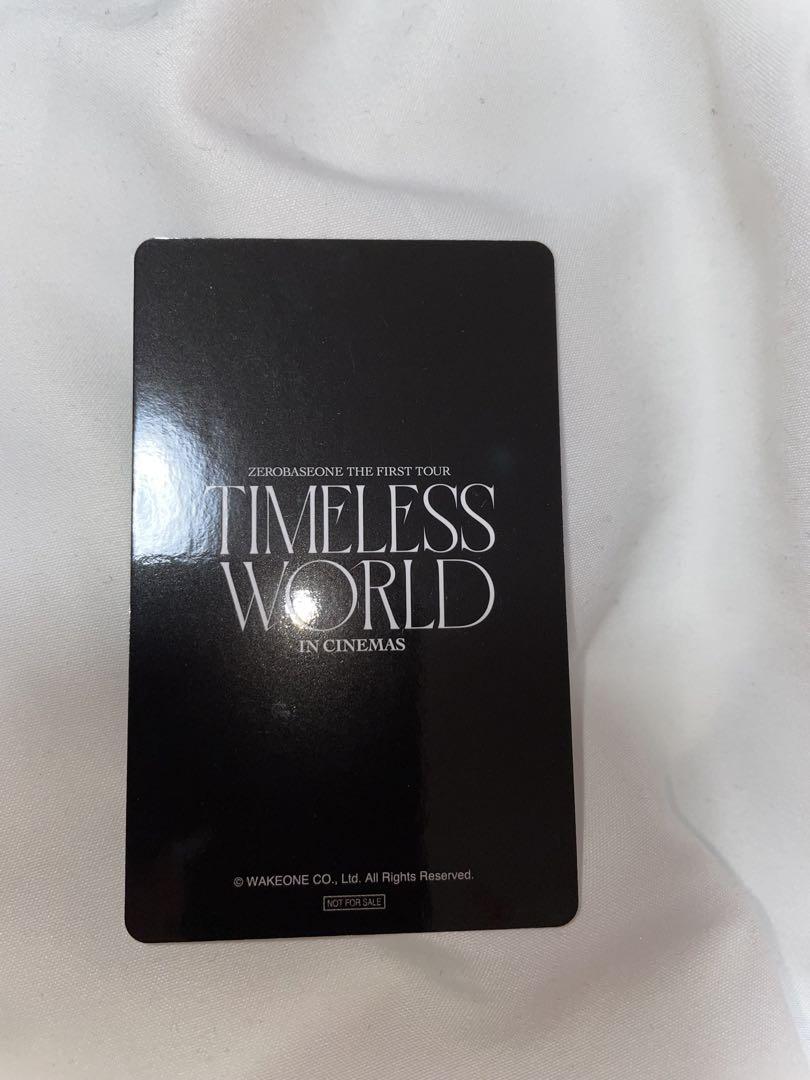 ZEROBASEONE THE FIRST TOUR
TIMELESS
WORLD
IN CINEMAS
© WAKEONE CO., Ltd. All Rights Reserved.
NOT FOR SALE